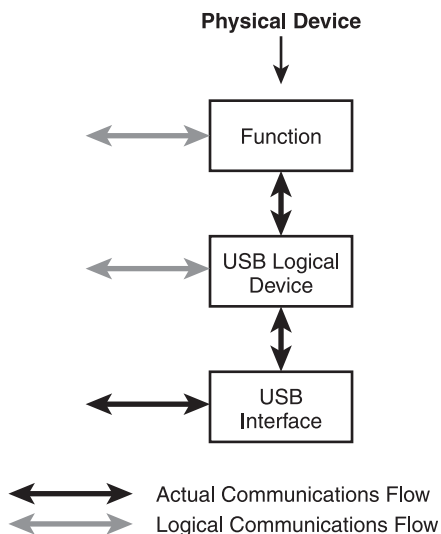 Physical Device
Function
USB Logical
Device
USB
Interface
Actual Communications Flow
Logical Communications Flow